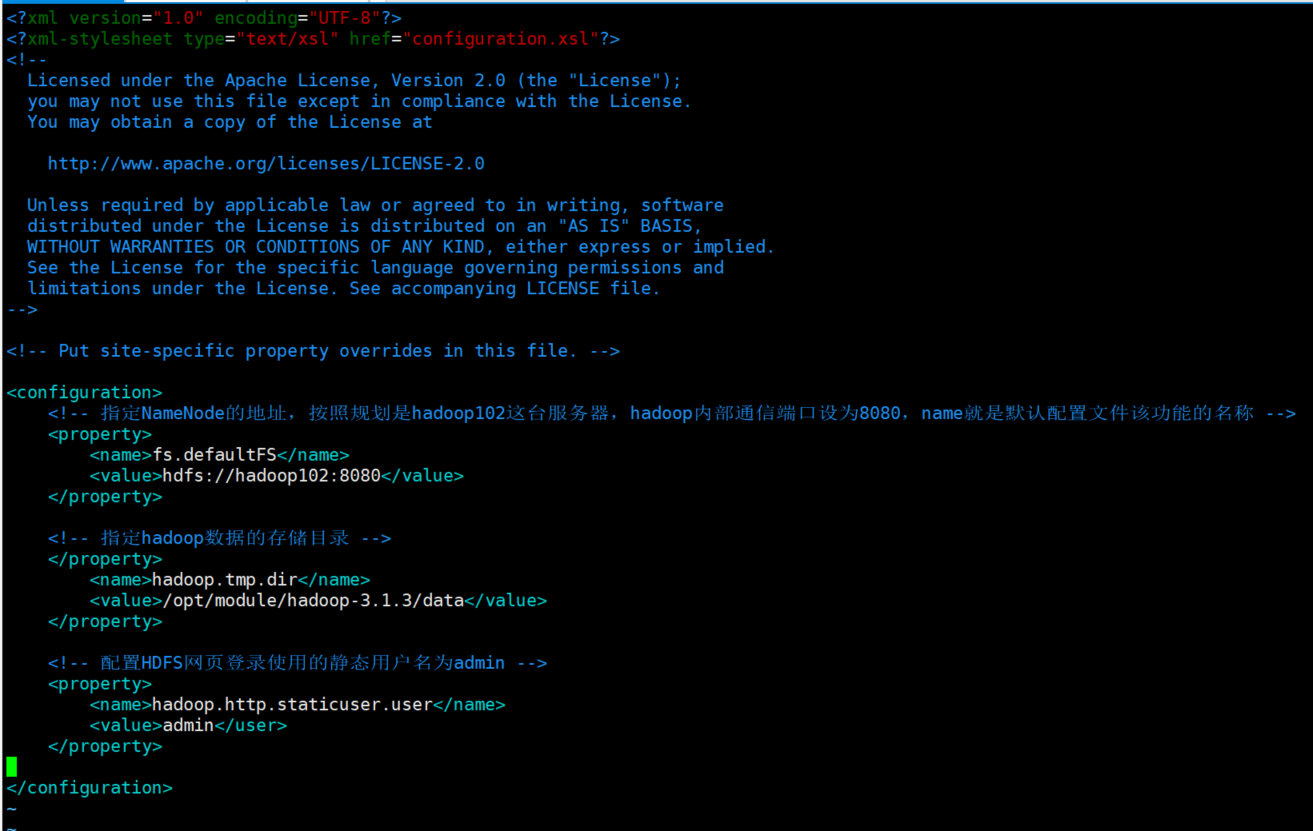 <?xml version="1.0" encoding="UTF-8"?>
<?xml-stylesheet type="text/xsl" href="configuration.xsl"?>
<!--
  Licensed under the Apache License, Version 2.0 (the "License");
  you may not use this file except in compliance with the License.
  You may obtain a copy of the License at

    http://www.apache.org/licenses/LICENSE-2.0

  Unless required by applicable law or agreed to in writing, software
  distributed under the License is distributed on an "AS IS" BASIS,
  WITHOUT WARRANTIES OR CONDITIONS OF ANY KIND, either express or implied.
  See the License for the specific language governing permissions and
  limitations under the License. See accompanying LICENSE file.
-->

<!-- Put site-specific property overrides in this file. -->

<configuration>
    <!-- 指定NameNode的地址，按照规划是hadoop102这台服务器，hadoop内部通信端口设为8080，name就是默认配置文件该功能的名称 -->
    <property>
        <name>fs.defaultFS</name>
        <value>hdfs://hadoop102:8080</value>
    </property>

    <!-- 指定hadoop数据的存储目录 -->
    </property>
        <name>hadoop.tmp.dir</name>
        <value>/opt/module/hadoop-3.1.3/data</value>
    </property>

    <!-- 配置HDFS网页登录使用的静态用户名为admin -->
    <property>
        <name>hadoop.http.staticuser.user</name>
        <value>admin</user>
    </property>

</configuration>
~
~